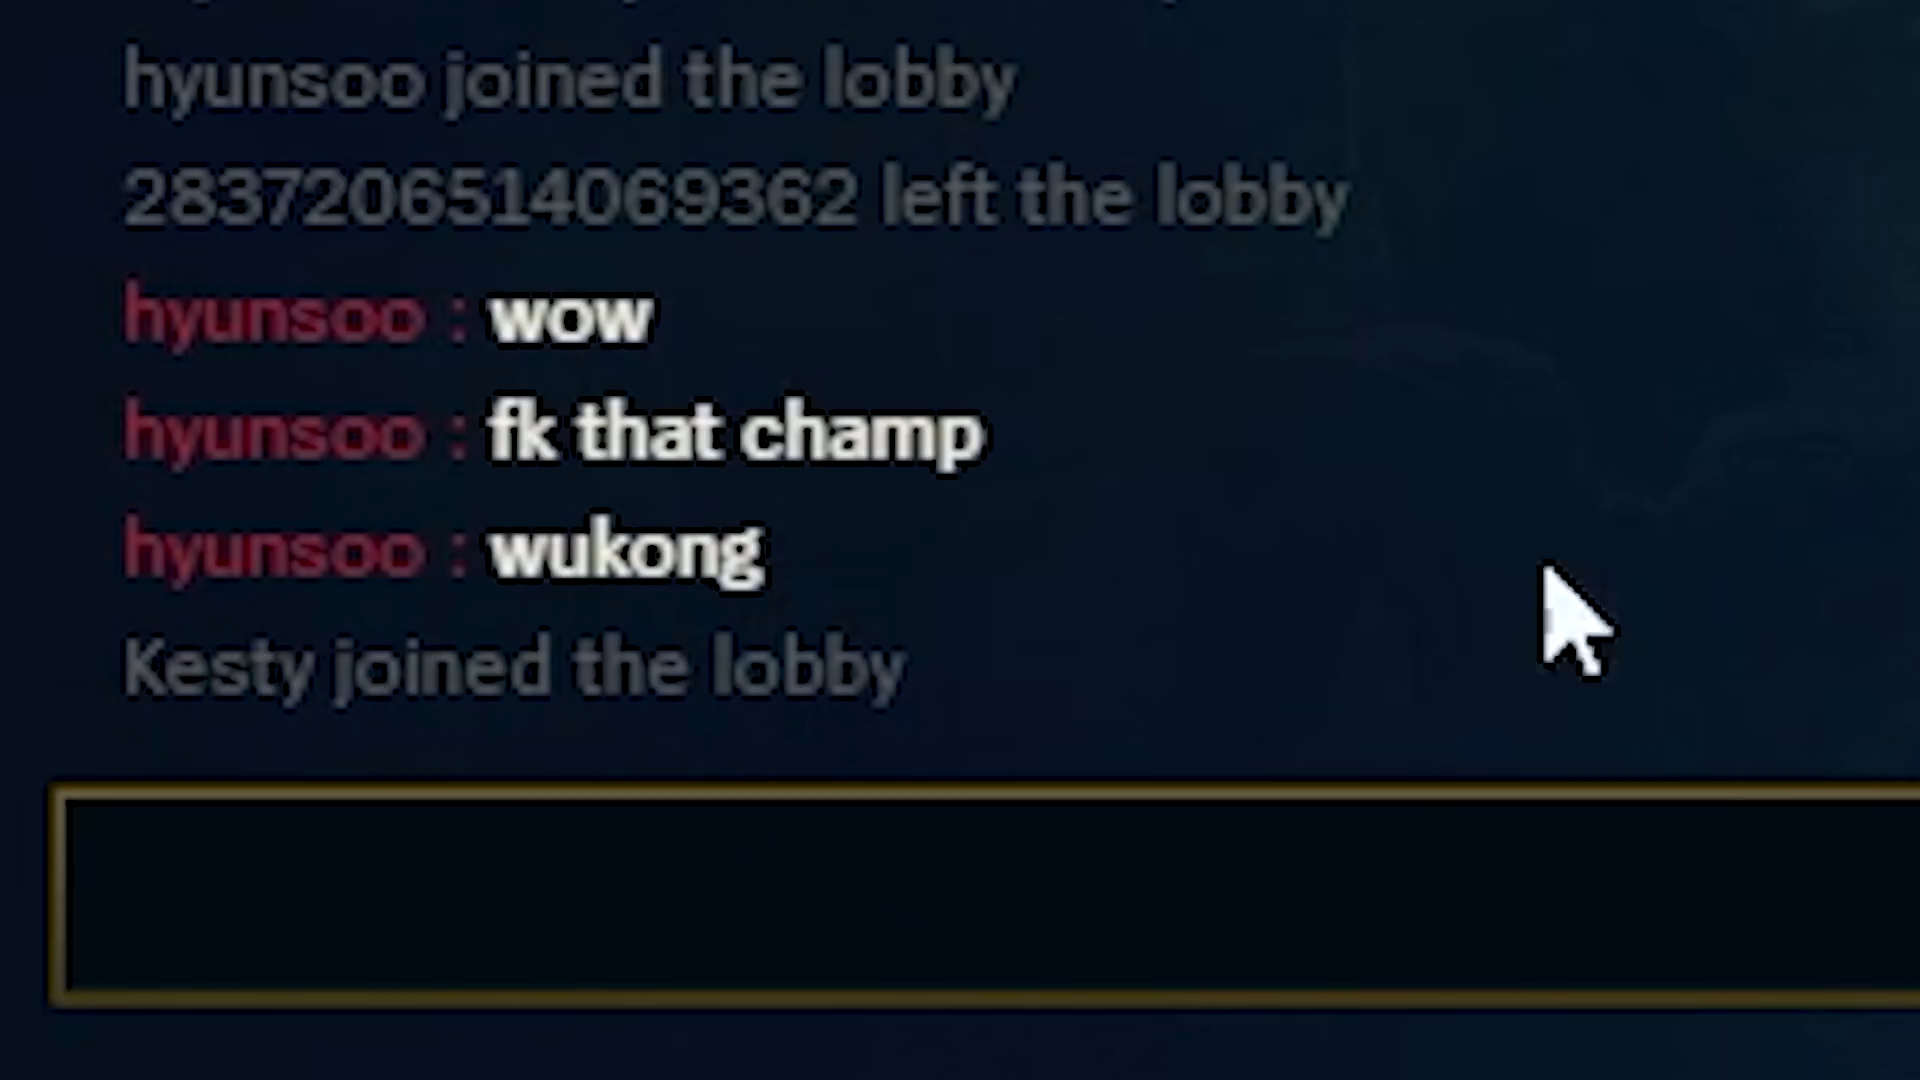 hyunsoo joined the lobby
2837206514069362 left the lobby
hyunsoo : wow
hyunsoo : fk that champ
hyunsoo : wukong
Kesty joined the lobby